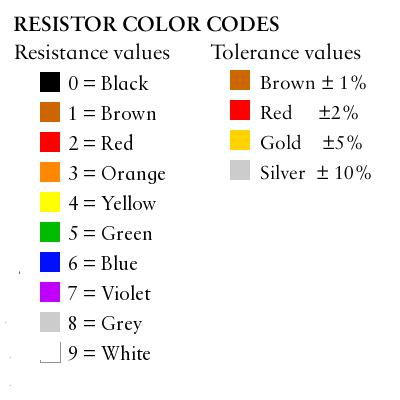 RESISTOR COLOR CODES
Resistance values
0 = Black
1 = Brown
2 = Red
3 = Orange
4 = Yellow
5 = Green
6 = Blue
7 = Violet
8 = Grey
9 = White
Tolerance values
Brown ± 1%
Red ±2%
Gold ±5%
Silver ± 10%